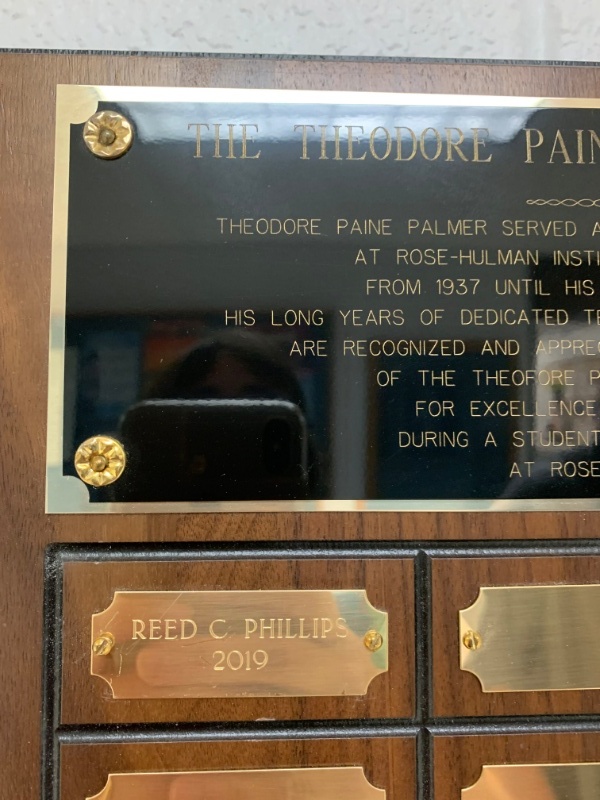 THE THEODORE PAIN
THEODORE PAINE PALMER SERVED A
AT ROSE-HULMAN INSTI
FROM 1937 UNTIL HIS
HIS LONG YEARS OF DEDICATED TE
ARE RECOGNIZED AND APPREC
OF THE THEOFORE P
FOR EXCELLENCE
DURING A STUDENT
AT ROSE
REED C PHILLIPS
2019